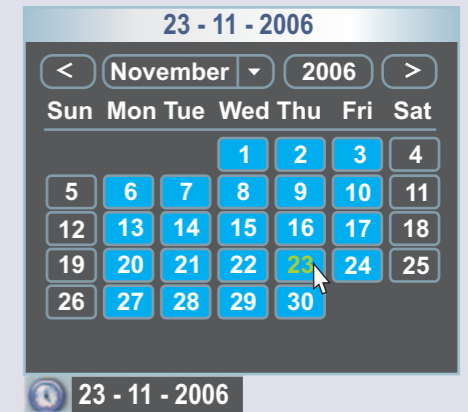 23 - 11 - 2006
< November 2006 >
Sun Mon Tue Wed Thu Fri Sat
1 2 3 4
5 6 7 8 9 10 11
12 13 14 15 16 17 18
19 20 21 22 23 24 25
26 27 28 29 30
23 - 11 - 2006